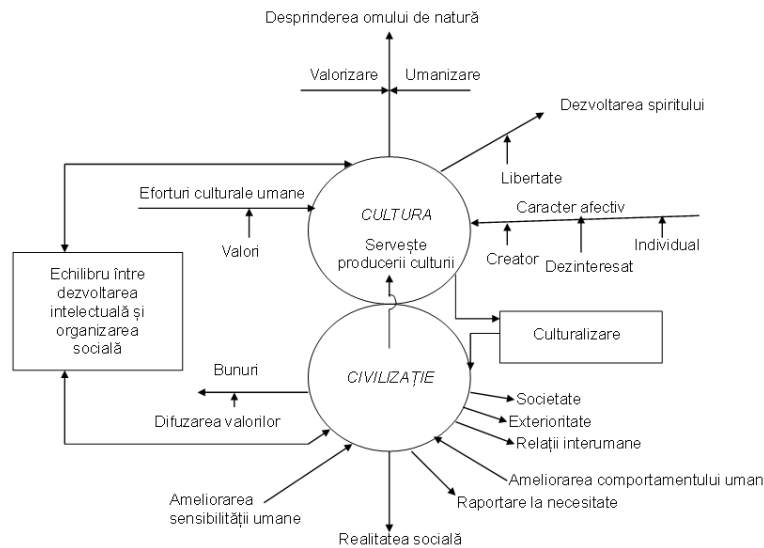 Desprinderea omului de natură
Valorizare
Umanizare
Dezvoltarea spiritului
Libertate
Eforturi culturale umane
CULTURA
Caracter afectiv
Valori
Servește
producerii culturii
Creator
Individual
Dezinteresat
Echilibru între
dezvoltarea
intelectuală și
organizarea
socială
Culturalizare
Bunuri
CIVILIZAȚIE
Societate
Difuzarea valorilor
Exterioritate
Relații interumane
Ameliorarea comportamentului uman
Ameliorarea
sensibilității umane
Raportare la necesitate
Realitatea socială